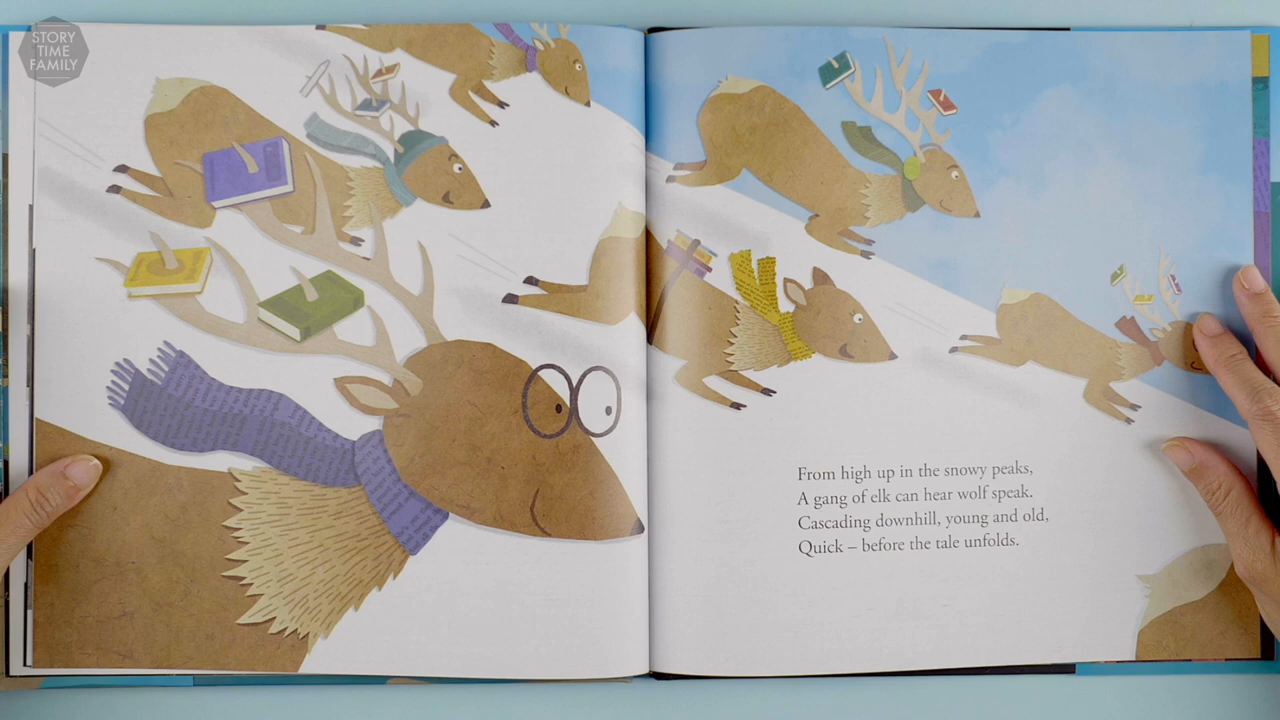 STORY
TIME
FAMILY
From high up in the snowy peaks,
A gang of elk can hear wolf speak.
Cascading downhill, young and old,
Quick – before the tale unfolds.